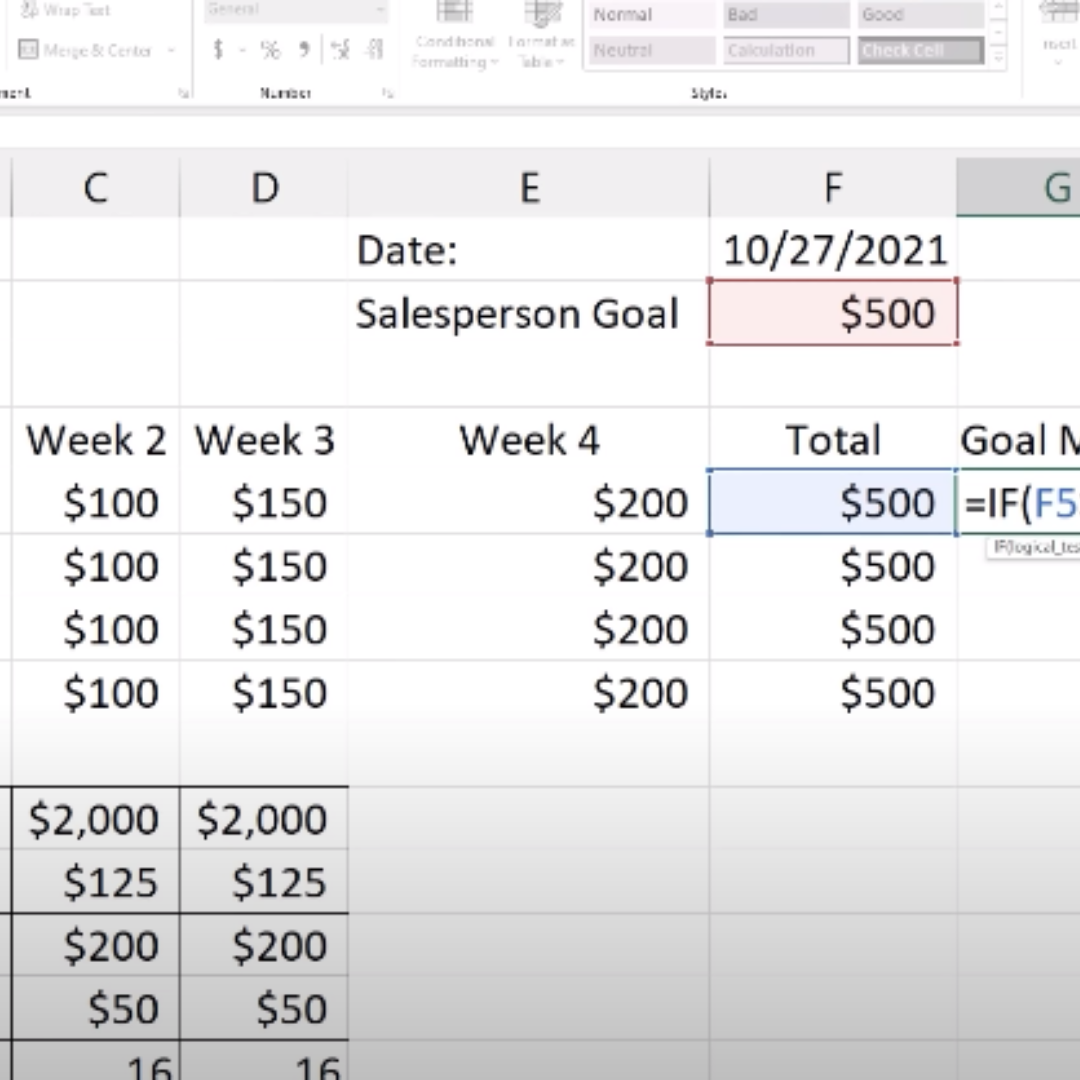 Wrap Text General Normal Bad Good
Merge & Center $ % Conditional Formatting Format as Table Neutral Calculation Check Cell
Number Styles
C D E F G
Date: 10/27/2021
Salesperson Goal $500
Week 2 Week 3 Week 4 Total Goal M
$100 $150 $200 $500 =IF(F5
IF(logical_tes
$100 $150 $200 $500
$100 $150 $200 $500
$100 $150 $200 $500
$2,000 $2,000
$125 $125
$200 $200
$50 $50
16 16